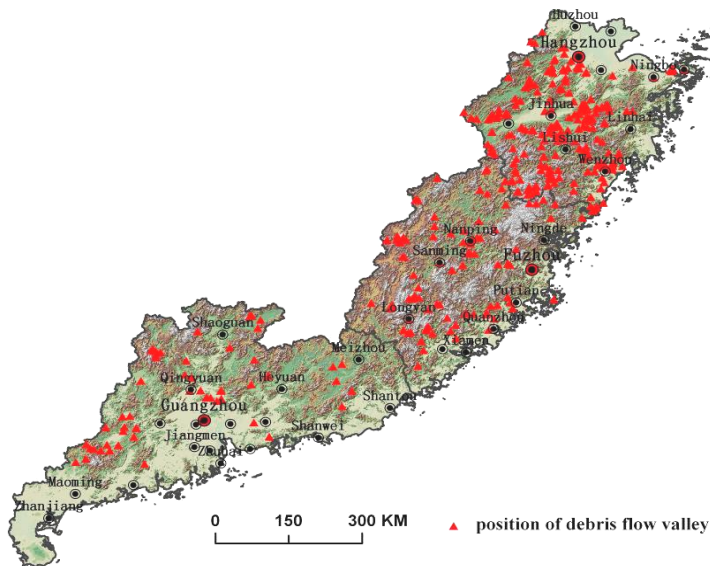 Huzhou
Hangzhou
Ningbo
Jinhua
Linhai
Lishui
Wenzhou
Nanping
Ningde
Sanming
Fuzhou
Putian
Longyan
Quanzhou
Shaoguan
Xiamen
Meizhou
Qingyuan
Heyuan
Guangzhou
Shantou
Shanwei
Jiangmen
Zhuhai
Maoming
Zhanjiang
0 150 300 KM
position of debris flow valley